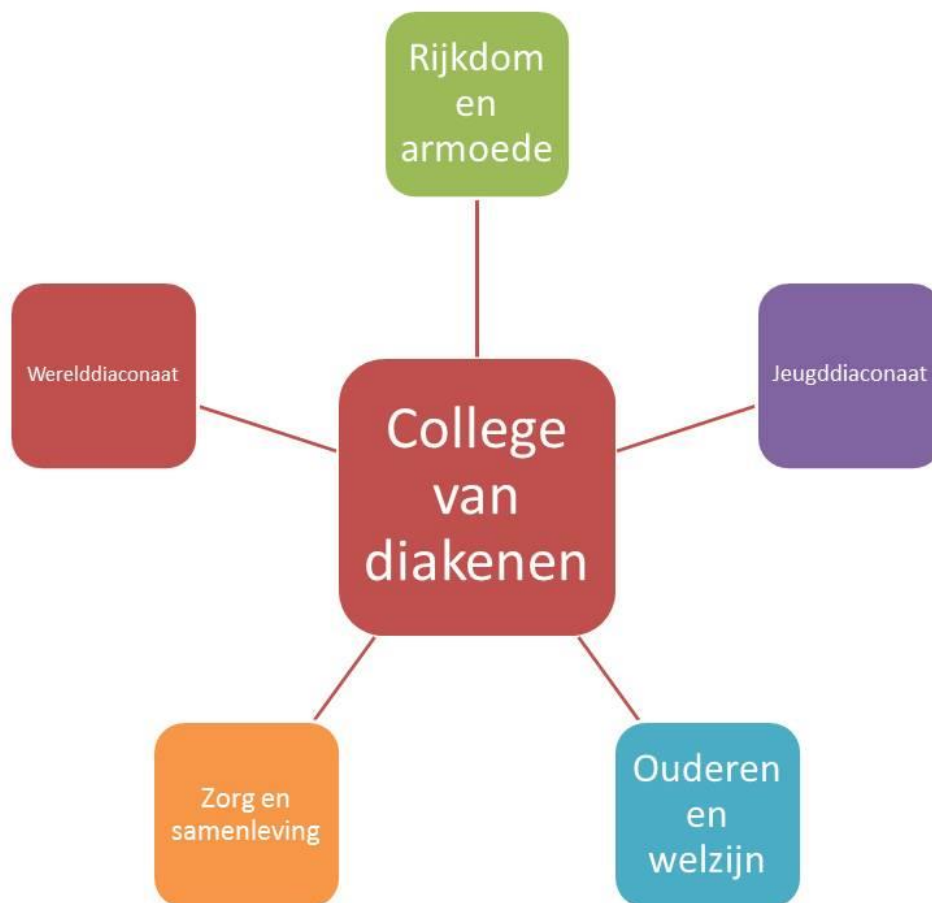 Rijkdom
en
armoede
Werelddiaconaat
Jeugddiaconaat
College
van
diakenen
Zorg en
samenleving
Ouderen
en
welzijn